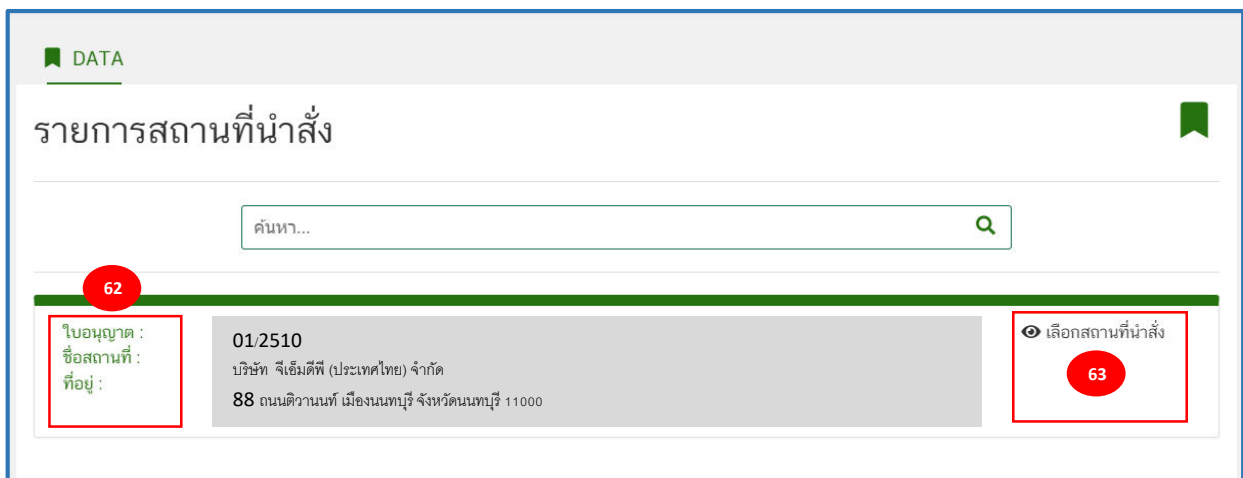 DATA
รายการสถานที่นำสั่ง
ค้นหา...
62
ใบอนุญาต :
ชื่อสถานที่ :
ที่อยู่ :
01/2510
บริษัท จีเอ็มดีพี (ประเทศไทย) จำกัด
88 ถนนติวานนท์ เมืองนนทบุรี จังหวัดนนทบุรี 11000
เลือกสถานที่นำสั่ง
63